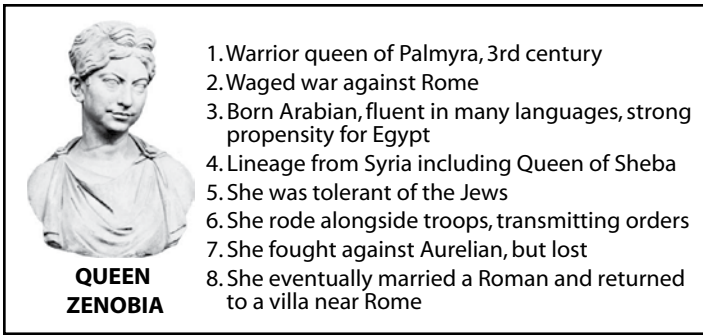 1. Warrior queen of Palmyra, 3rd century
2. Waged war against Rome
3. Born Arabian, fluent in many languages, strong
propensity for Egypt
4. Lineage from Syria including Queen of Sheba
5. She was tolerant of the Jews
6. She rode alongside troops, transmitting orders
7. She fought against Aurelian, but lost
8. She eventually married a Roman and returned
to a villa near Rome
QUEEN
ZENOBIA